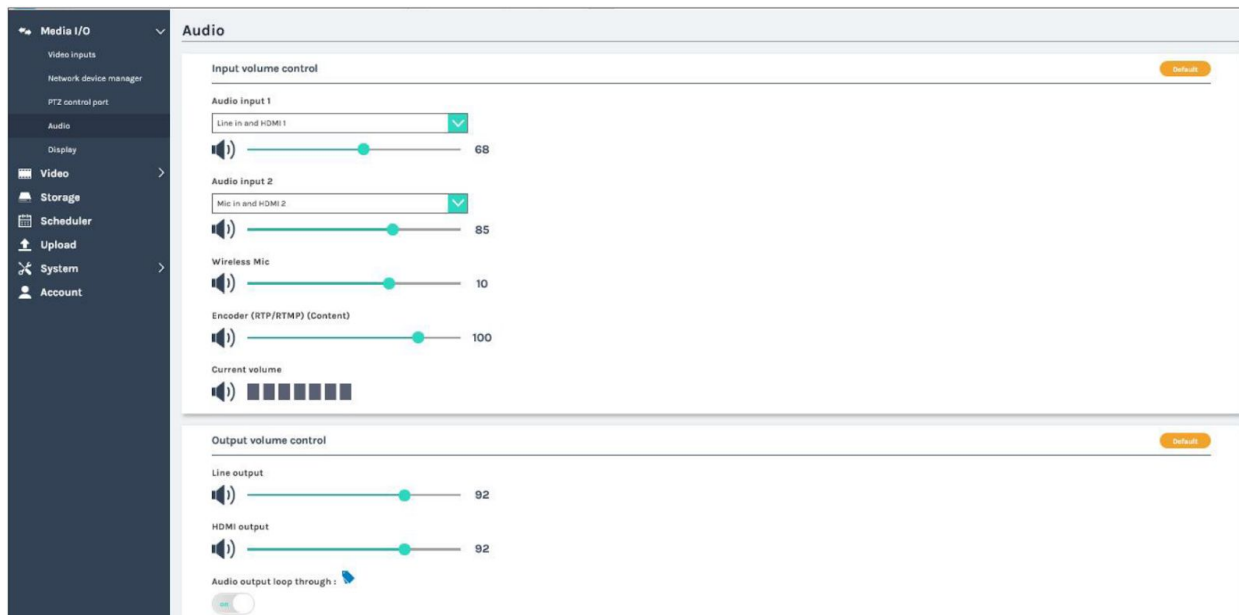 Media I/O
Video inputs
Network device manager
PTZ control port
Audio
Display
Video
Storage
Scheduler
Upload
System
Account
Audio
Input volume control
Default
Audio input 1
Line in and HDMI 1
68
Audio input 2
Mic in and HDMI 2
85
Wireless Mic
10
Encoder (RTP/RTMP) (Content)
100
Current volume
Output volume control
Default
Line output
92
HDMI output
92
Audio output loop through :
on